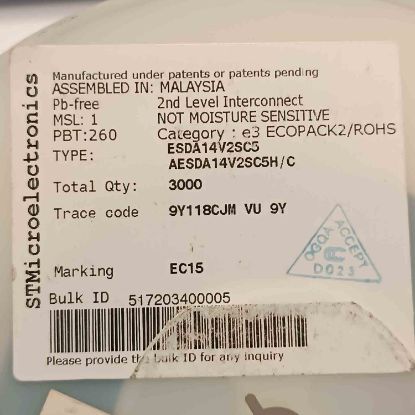 STMicroelectronics
Manufactured under patents or patents pending
ASSEMBLED IN: MALAYSIA
Pb-free 2nd Level Interconnect
MSL: 1 NOT MOISTURE SENSITIVE
PBT:260 Category : e3 ECOPACK2/ROHS
TYPE: ESDA14V2SC5
AESDA14V2SC5H/C
Total Qty: 3000
Trace code 9Y118CJM VU 9Y
OGQA ACCEPT
D023
Marking EC15
Bulk ID 517203400005
Please provide the bulk ID for any inquiry